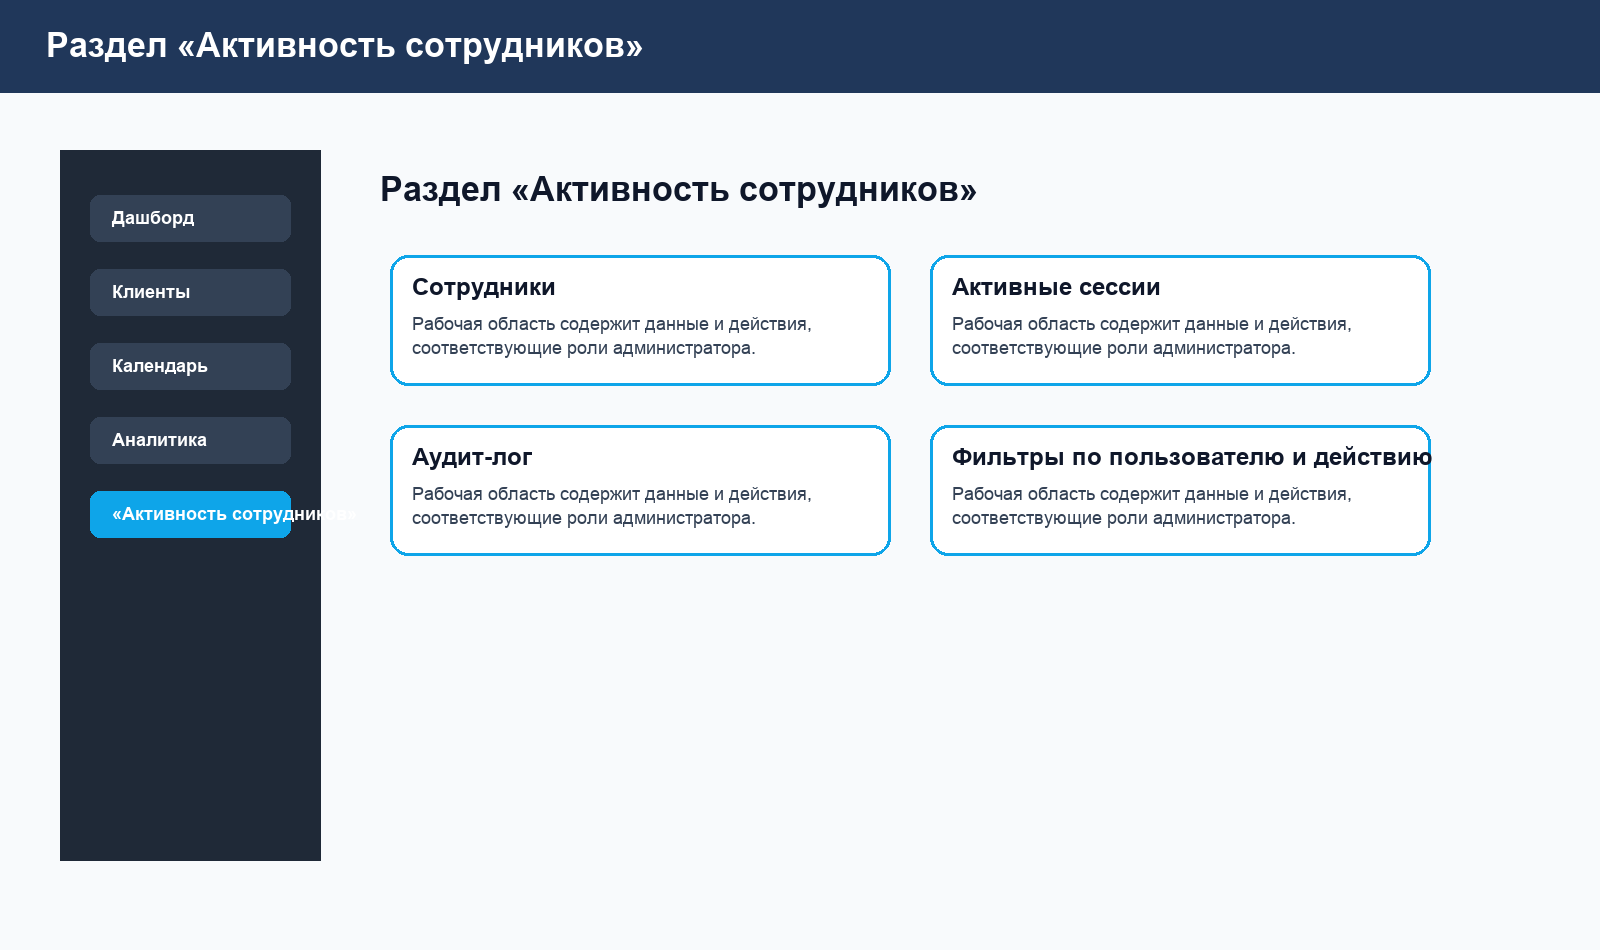 Раздел «Активность сотрудников»
Дашборд
Клиенты
Календарь
Аналитика
«Активность сотрудников»
Раздел «Активность сотрудников»
Сотрудники
Рабочая область содержит данные и действия,
соответствующие роли администратора.
Активные сессии
Рабочая область содержит данные и действия,
соответствующие роли администратора.
Аудит-лог
Рабочая область содержит данные и действия,
соответствующие роли администратора.
Фильтры по пользователю и действию
Рабочая область содержит данные и действия,
соответствующие роли администратора.